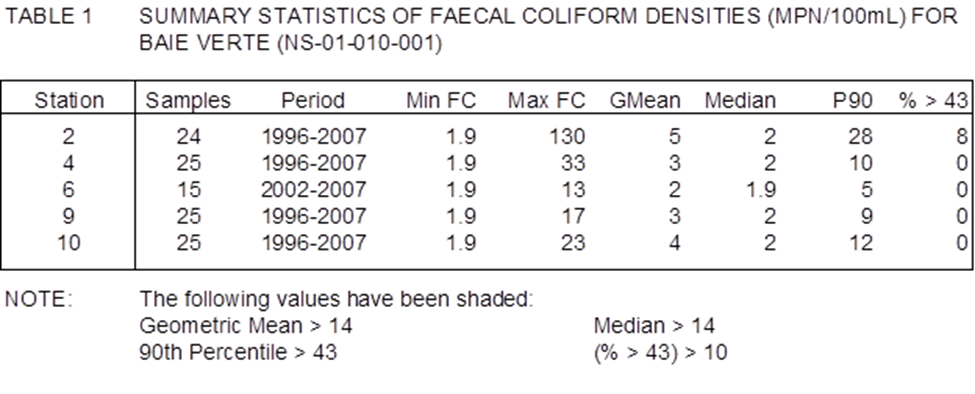 TABLE 1 SUMMARY STATISTICS OF FAECAL COLIFORM DENSITIES (MPN/100mL) FOR
BAIE VERTE (NS-01-010-001)
Station Samples Period Min FC Max FC GMean Median P90 % > 43
2 24 1996-2007 1.9 130 5 2 28 8
4 25 1996-2007 1.9 33 3 2 10 0
6 15 2002-2007 1.9 13 2 1.9 5 0
9 25 1996-2007 1.9 17 3 2 9 0
10 25 1996-2007 1.9 23 4 2 12 0
NOTE: The following values have been shaded:
Geometric Mean > 14 Median > 14
90th Percentile > 43 (% > 43) > 10